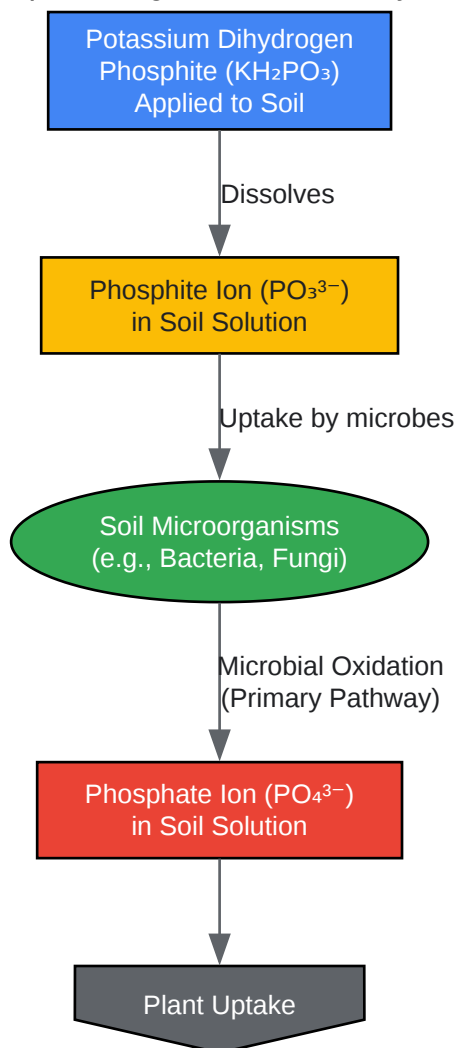 Potassium Dihydrogen
Phosphite (KH₂PO₃)
Applied to Soil
Dissolves
Phosphite Ion (PO₃³⁻)
in Soil Solution
Uptake by microbes
Soil Microorganisms
(e.g., Bacteria, Fungi)
Microbial Oxidation
(Primary Pathway)
Phosphate Ion (PO₄³⁻)
in Soil Solution
Plant Uptake